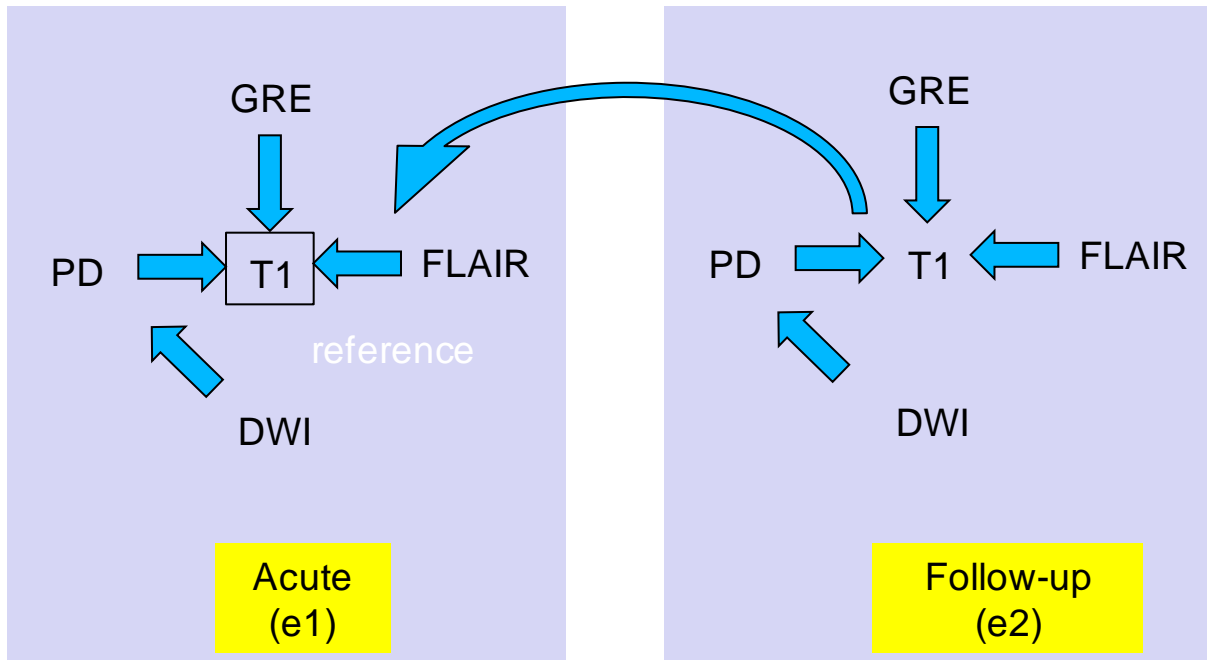 GRE
PD
T1
FLAIR
reference
DWI
Acute
(e1)
GRE
PD
T1
FLAIR
DWI
Follow-up
(e2)